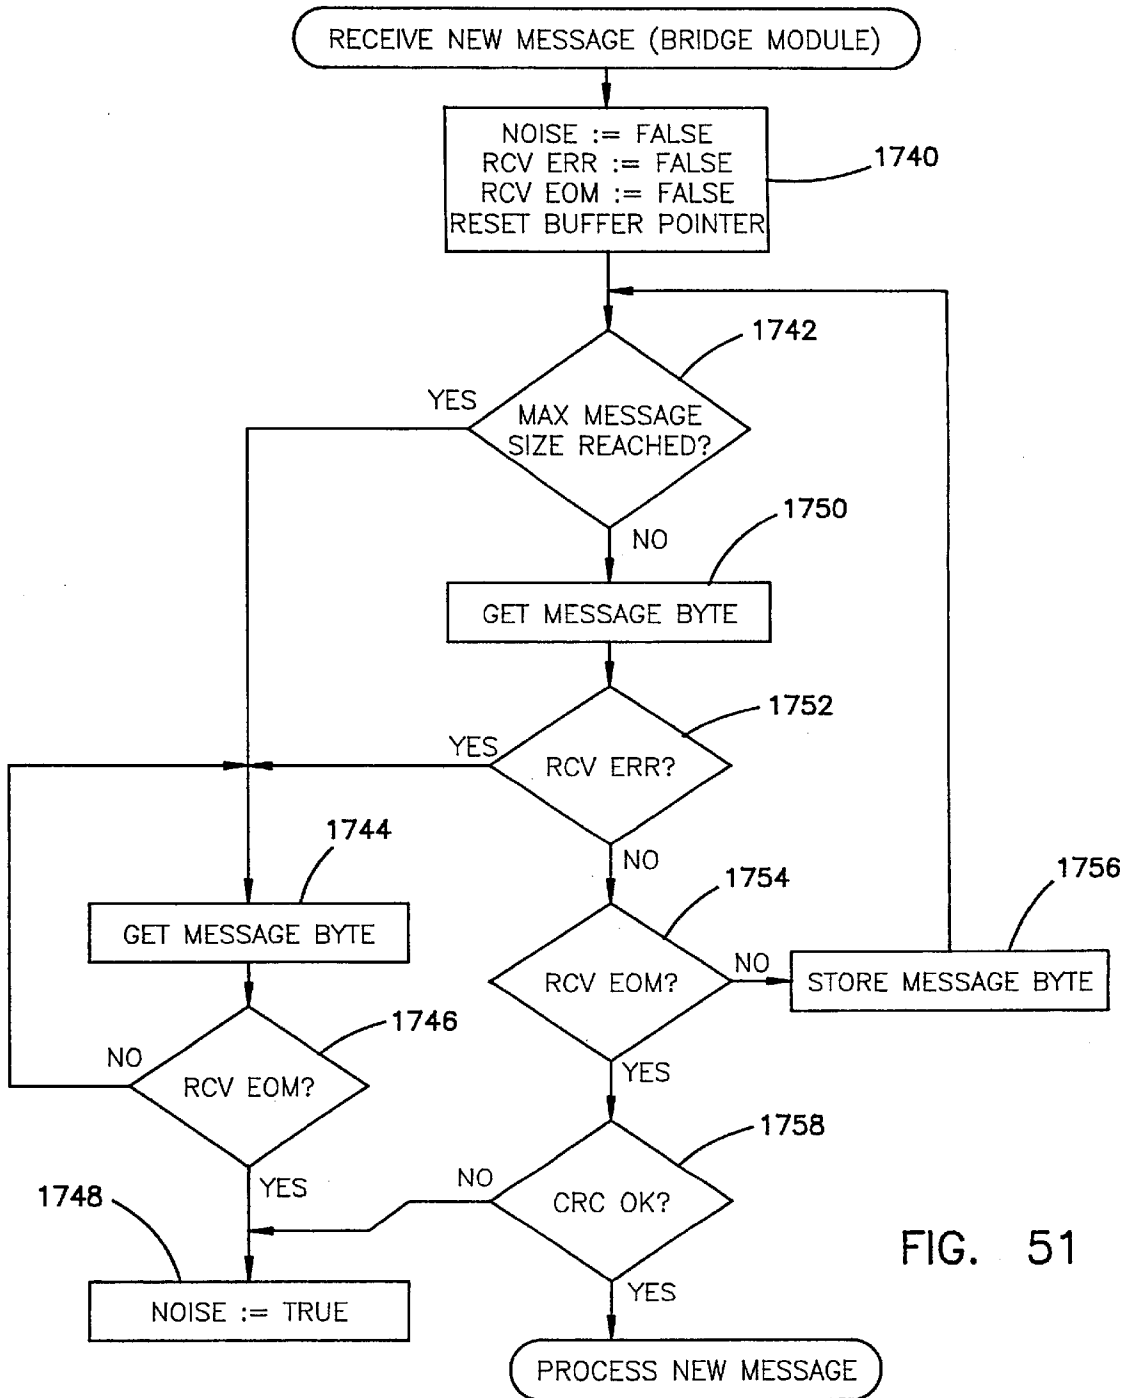 RECEIVE NEW MESSAGE (BRIDGE MODULE)
NOISE := FALSE
RCV ERR := FALSE
RCV EOM := FALSE
RESET BUFFER POINTER
1740
1742
YES
MAX MESSAGE
SIZE REACHED?
NO
1750
GET MESSAGE BYTE
1752
YES
RCV ERR?
NO
1744
GET MESSAGE BYTE
1754
RCV EOM?
NO
1756
STORE MESSAGE BYTE
YES
1746
NO
RCV EOM?
YES
1758
NO
CRC OK?
YES
1748
NOISE := TRUE
FIG. 51
PROCESS NEW MESSAGE